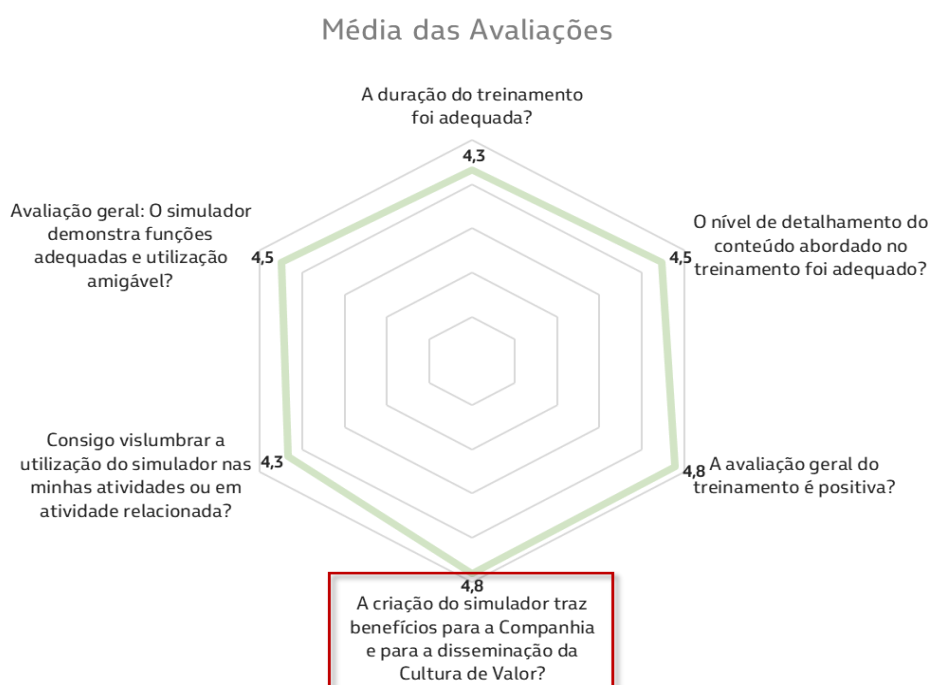 Média das Avaliações
A duração do treinamento
foi adequada?
4,3
O nível de detalhamento do
conteúdo abordado no
treinamento foi adequado?
4,5
A avaliação geral do
treinamento é positiva?
4,8
4,8
A criação do simulador traz
benefícios para a Companhia
e para a disseminação da
Cultura de Valor?
Consigo vislumbrar a
utilização do simulador nas
minhas atividades ou em
atividade relacionada?
4,3
Avaliação geral: O simulador
demonstra funções
adequadas e utilização
amigável?
4,5